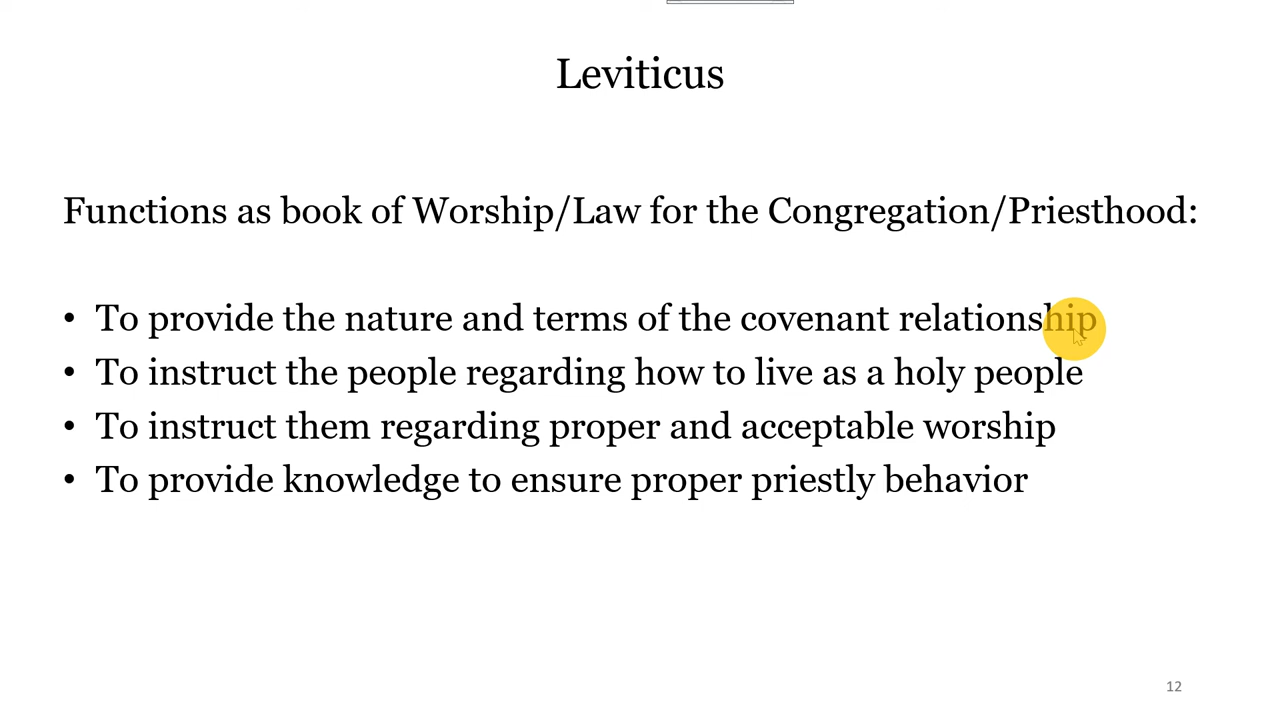 Leviticus
Functions as book of Worship/Law for the Congregation/Priesthood:
• To provide the nature and terms of the covenant relationship
• To instruct the people regarding how to live as a holy people
• To instruct them regarding proper and acceptable worship
• To provide knowledge to ensure proper priestly behavior
12